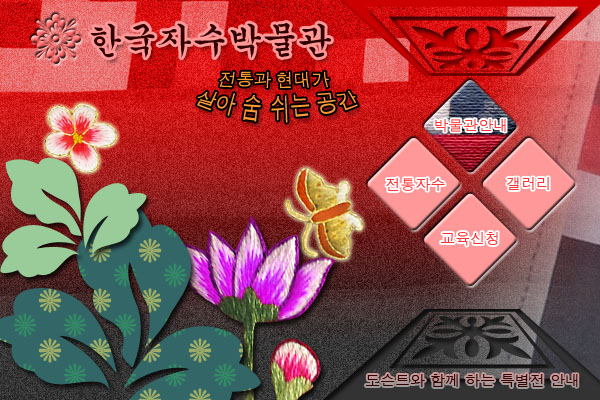 한국자수박물관
전통과 현대가
살아 숨 쉬는 공간
박물관안내
전통자수
갤러리
교육신청
도슨트와 함께 하는 특별전 안내